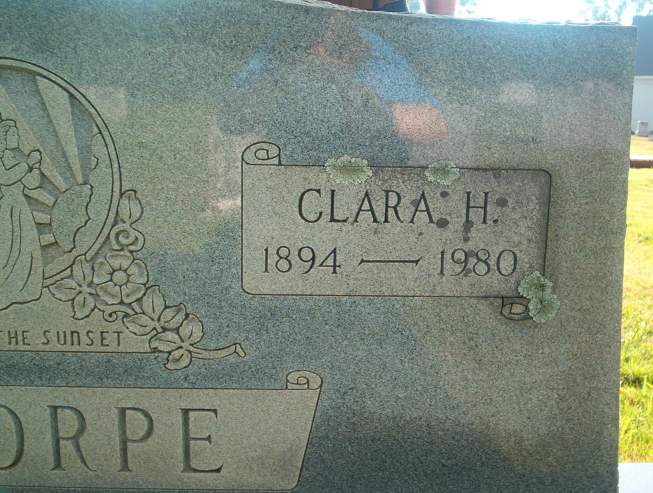 CLARA H.
1894 — 1980
THE SUNSET
ORPE